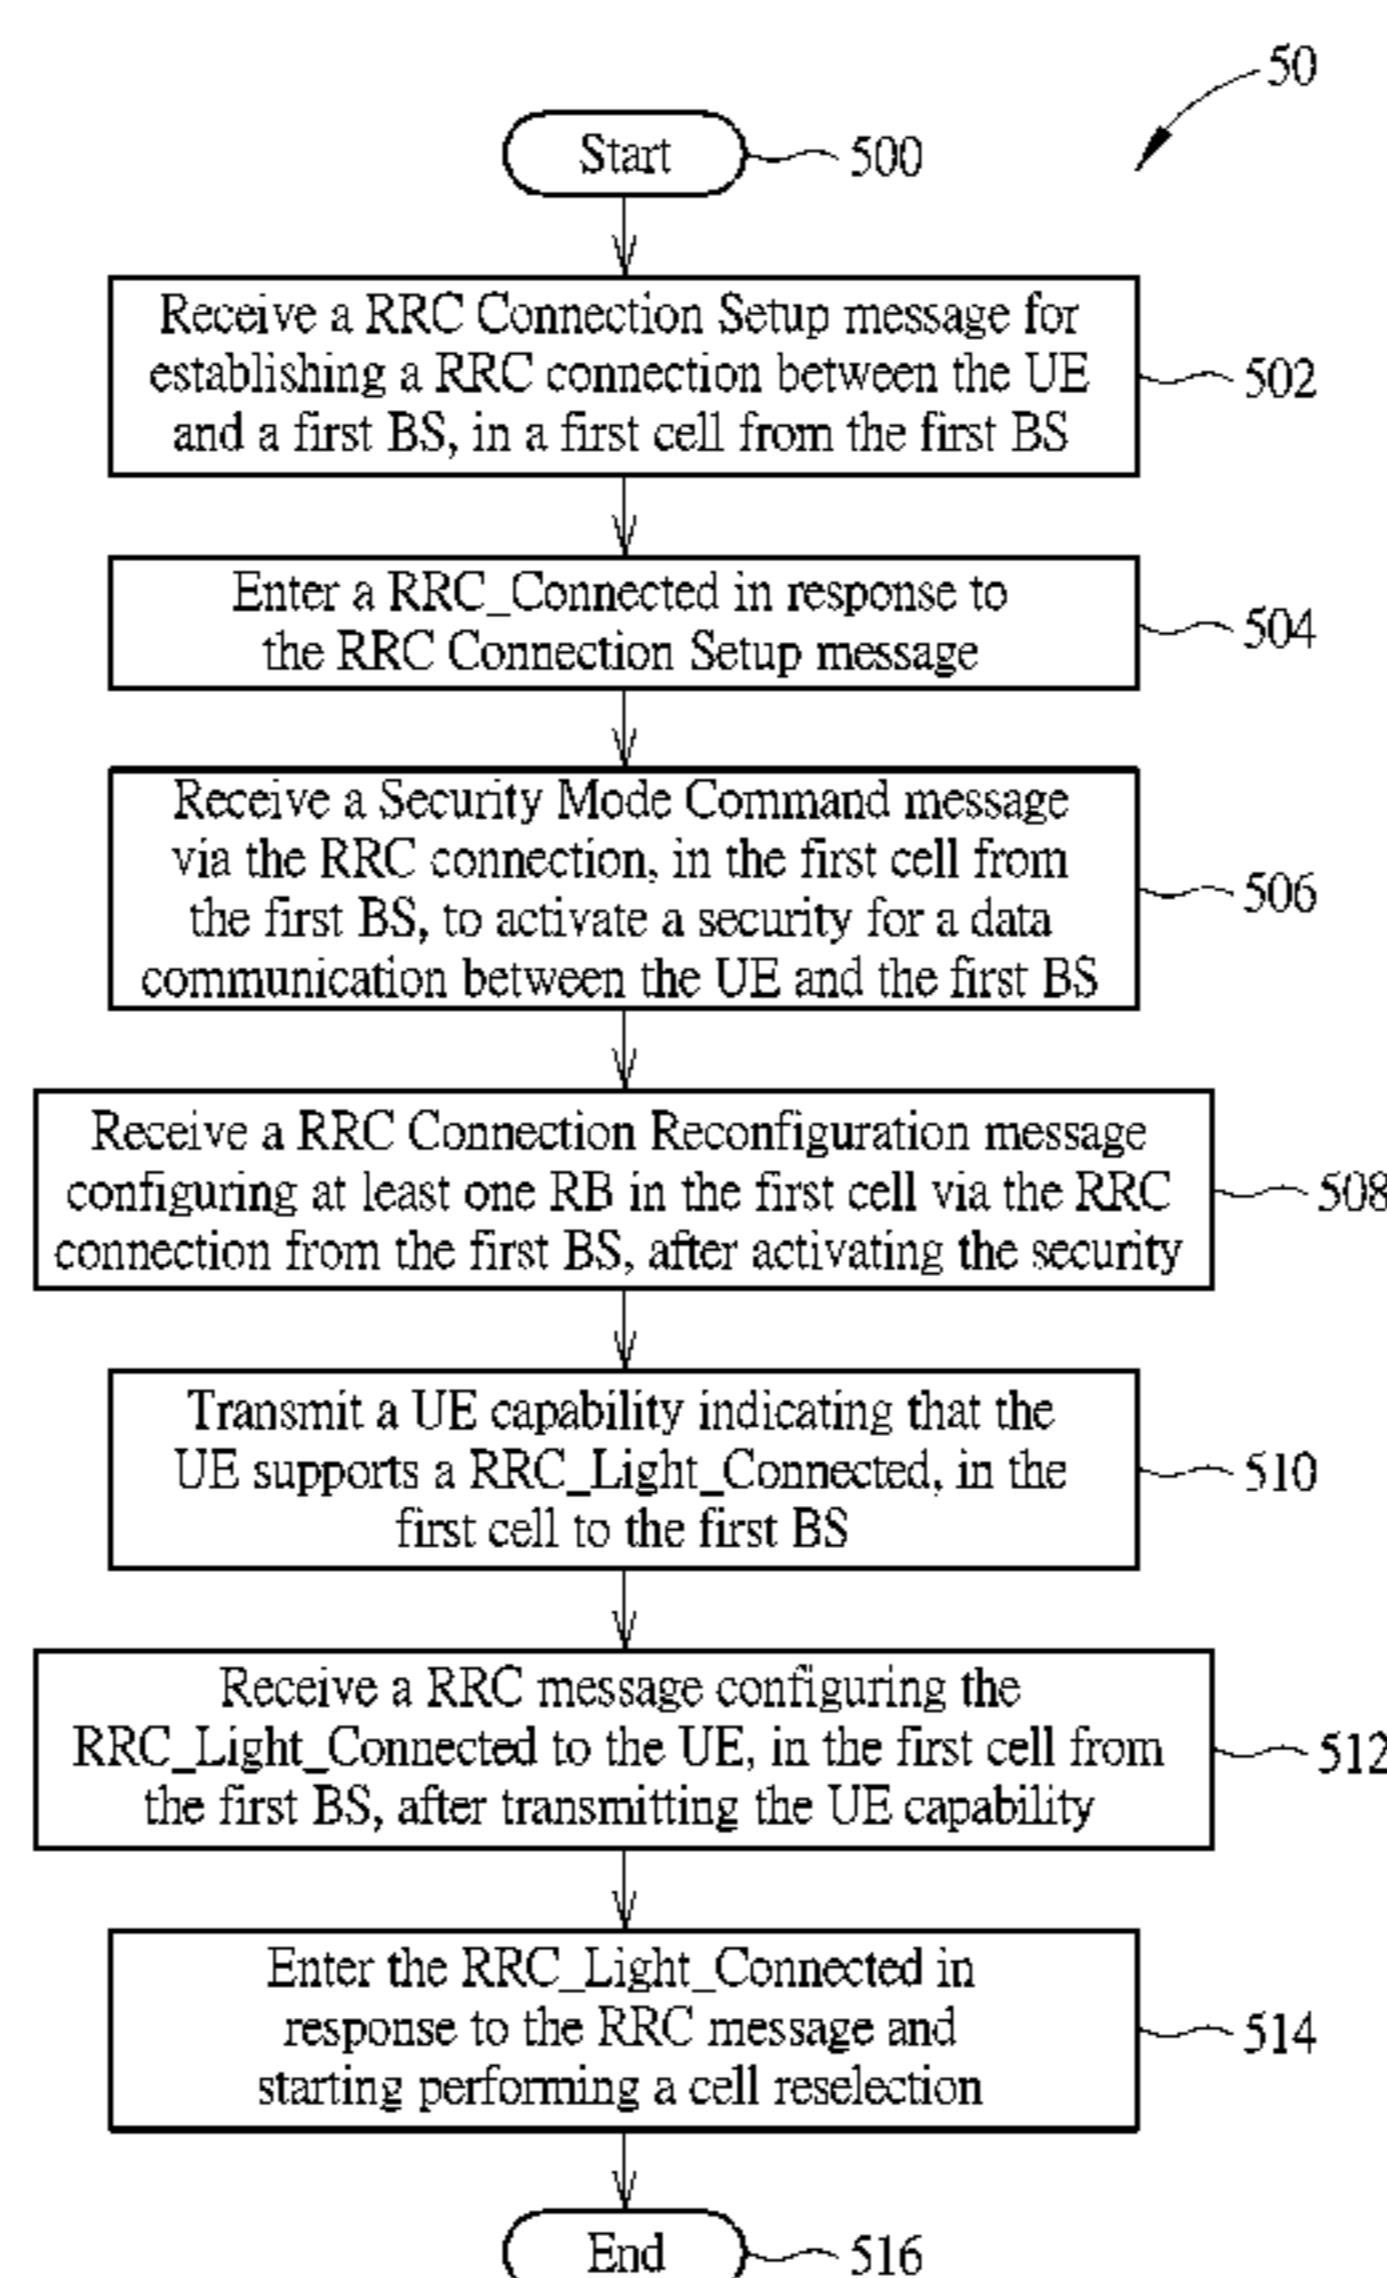 50
Start
500
Receive a RRC Connection Setup message for
establishing a RRC connection between the UE
and a first BS, in a first cell from the first BS
502
Enter a RRC_Connected in response to
the RRC Connection Setup message
504
Receive a Security Mode Command message
via the RRC connection, in the first cell from
the first BS, to activate a security for a data
communication between the UE and the first BS
506
Receive a RRC Connection Reconfiguration message
configuring at least one RB in the first cell via the RRC
connection from the first BS, after activating the security
508
Transmit a UE capability indicating that the
UE supports a RRC_Light_Connected, in the
first cell to the first BS
510
Receive a RRC message configuring the
RRC_Light_Connected to the UE, in the first cell from
the first BS, after transmitting the UE capability
512
Enter the RRC_Light_Connected in
response to the RRC message and
starting performing a cell reselection
514
End
516